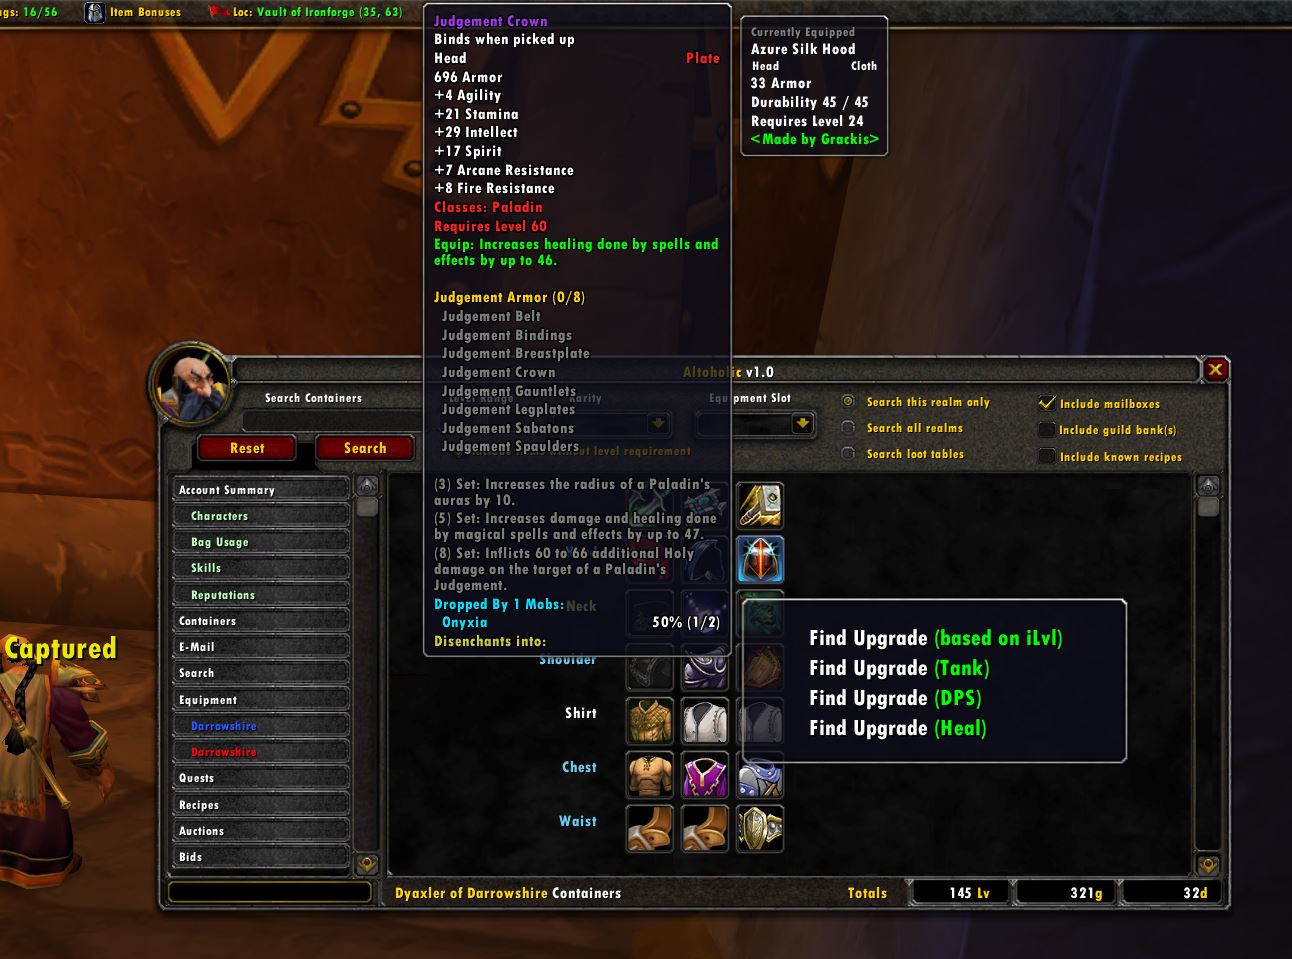 ags: 16/56
Item Bonuses
Loc: Vault of Ironforge (35, 63)
Judgement Crown
Binds when picked up
Head Plate
696 Armor
+4 Agility
+21 Stamina
+29 Intellect
+17 Spirit
+7 Arcane Resistance
+8 Fire Resistance
Classes: Paladin
Requires Level 60
Equip: Increases healing done by spells and
effects by up to 46.
Judgement Armor (0/8)
Judgement Belt
Judgement Bindings
Judgement Breastplate
Judgement Crown
Judgement Gauntlets
Judgement Legplates
Judgement Sabatons
Judgement Spaulders
(3) Set: Increases the radius of a Paladin's
auras by 10.
(5) Set: Increases damage and healing done
by magical spells and effects by up to 47.
(8) Set: Inflicts 60 to 66 additional Holy
damage on the target of a Paladin's
Judgement.
Dropped By 1 Mobs:
Onyxia 50% (1/2)
Disenchants into:
Currently Equipped
Azure Silk Hood
Head Cloth
33 Armor
Durability 45 / 45
Requires Level 24
<Made by Grackis>
Altoholic v1.0
Search Containers
Range
Rarity
Equipment Slot
Reset
Search
without level requirement
Search this realm only
Search all realms
Search loot tables
Include mailboxes
Include guild bank(s)
Include known recipes
Account Summary
Characters
Bag Usage
Skills
Reputations
Containers
E-Mail
Search
Equipment
Darrowshire
Darrowshire
Quests
Recipes
Auctions
Bids
Neck
Shoulder
Shirt
Chest
Waist
Find Upgrade (based on iLvl)
Find Upgrade (Tank)
Find Upgrade (DPS)
Find Upgrade (Heal)
Captured
Dyaxler of Darrowshire Containers
Totals
145 Lv
321g
32d